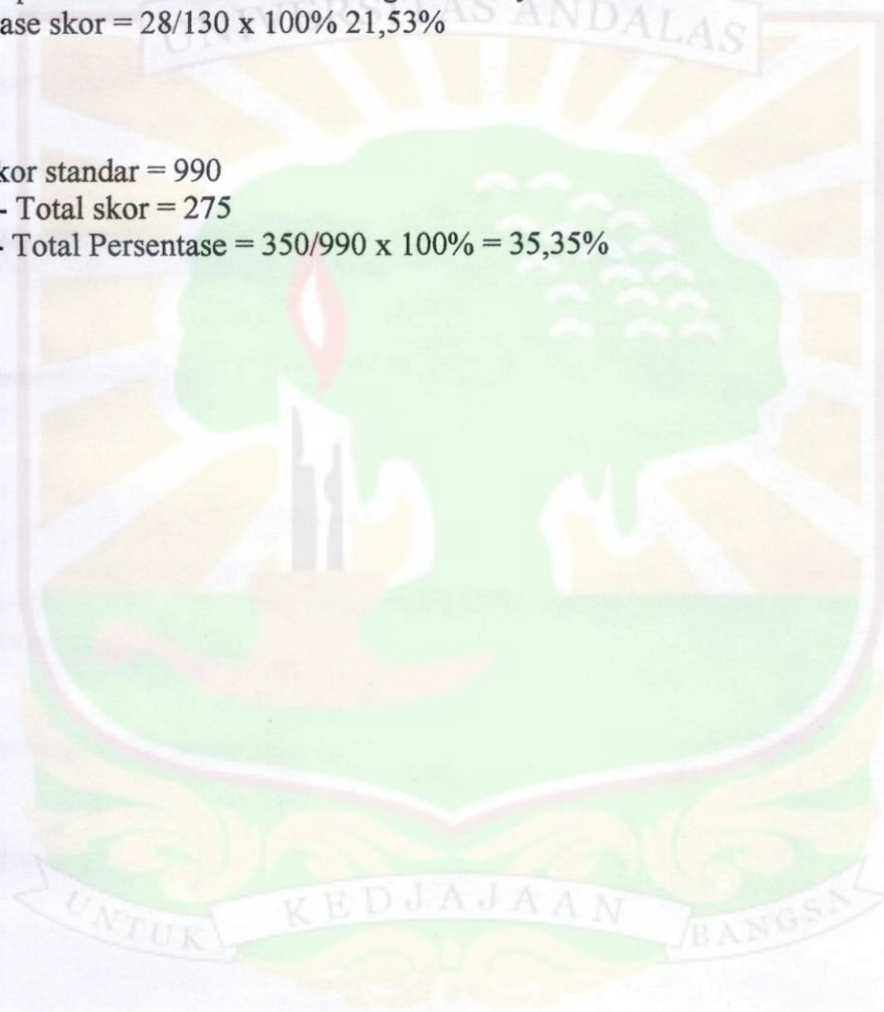 ase skor = 28/130 x 100% 21,53%
UNIVERSITAS ANDALAS
kor standar = 990
- Total skor = 275
- Total Persentase = 350/990 x 100% = 35,35%
UNTUK KEDJAJAAN BANGSA